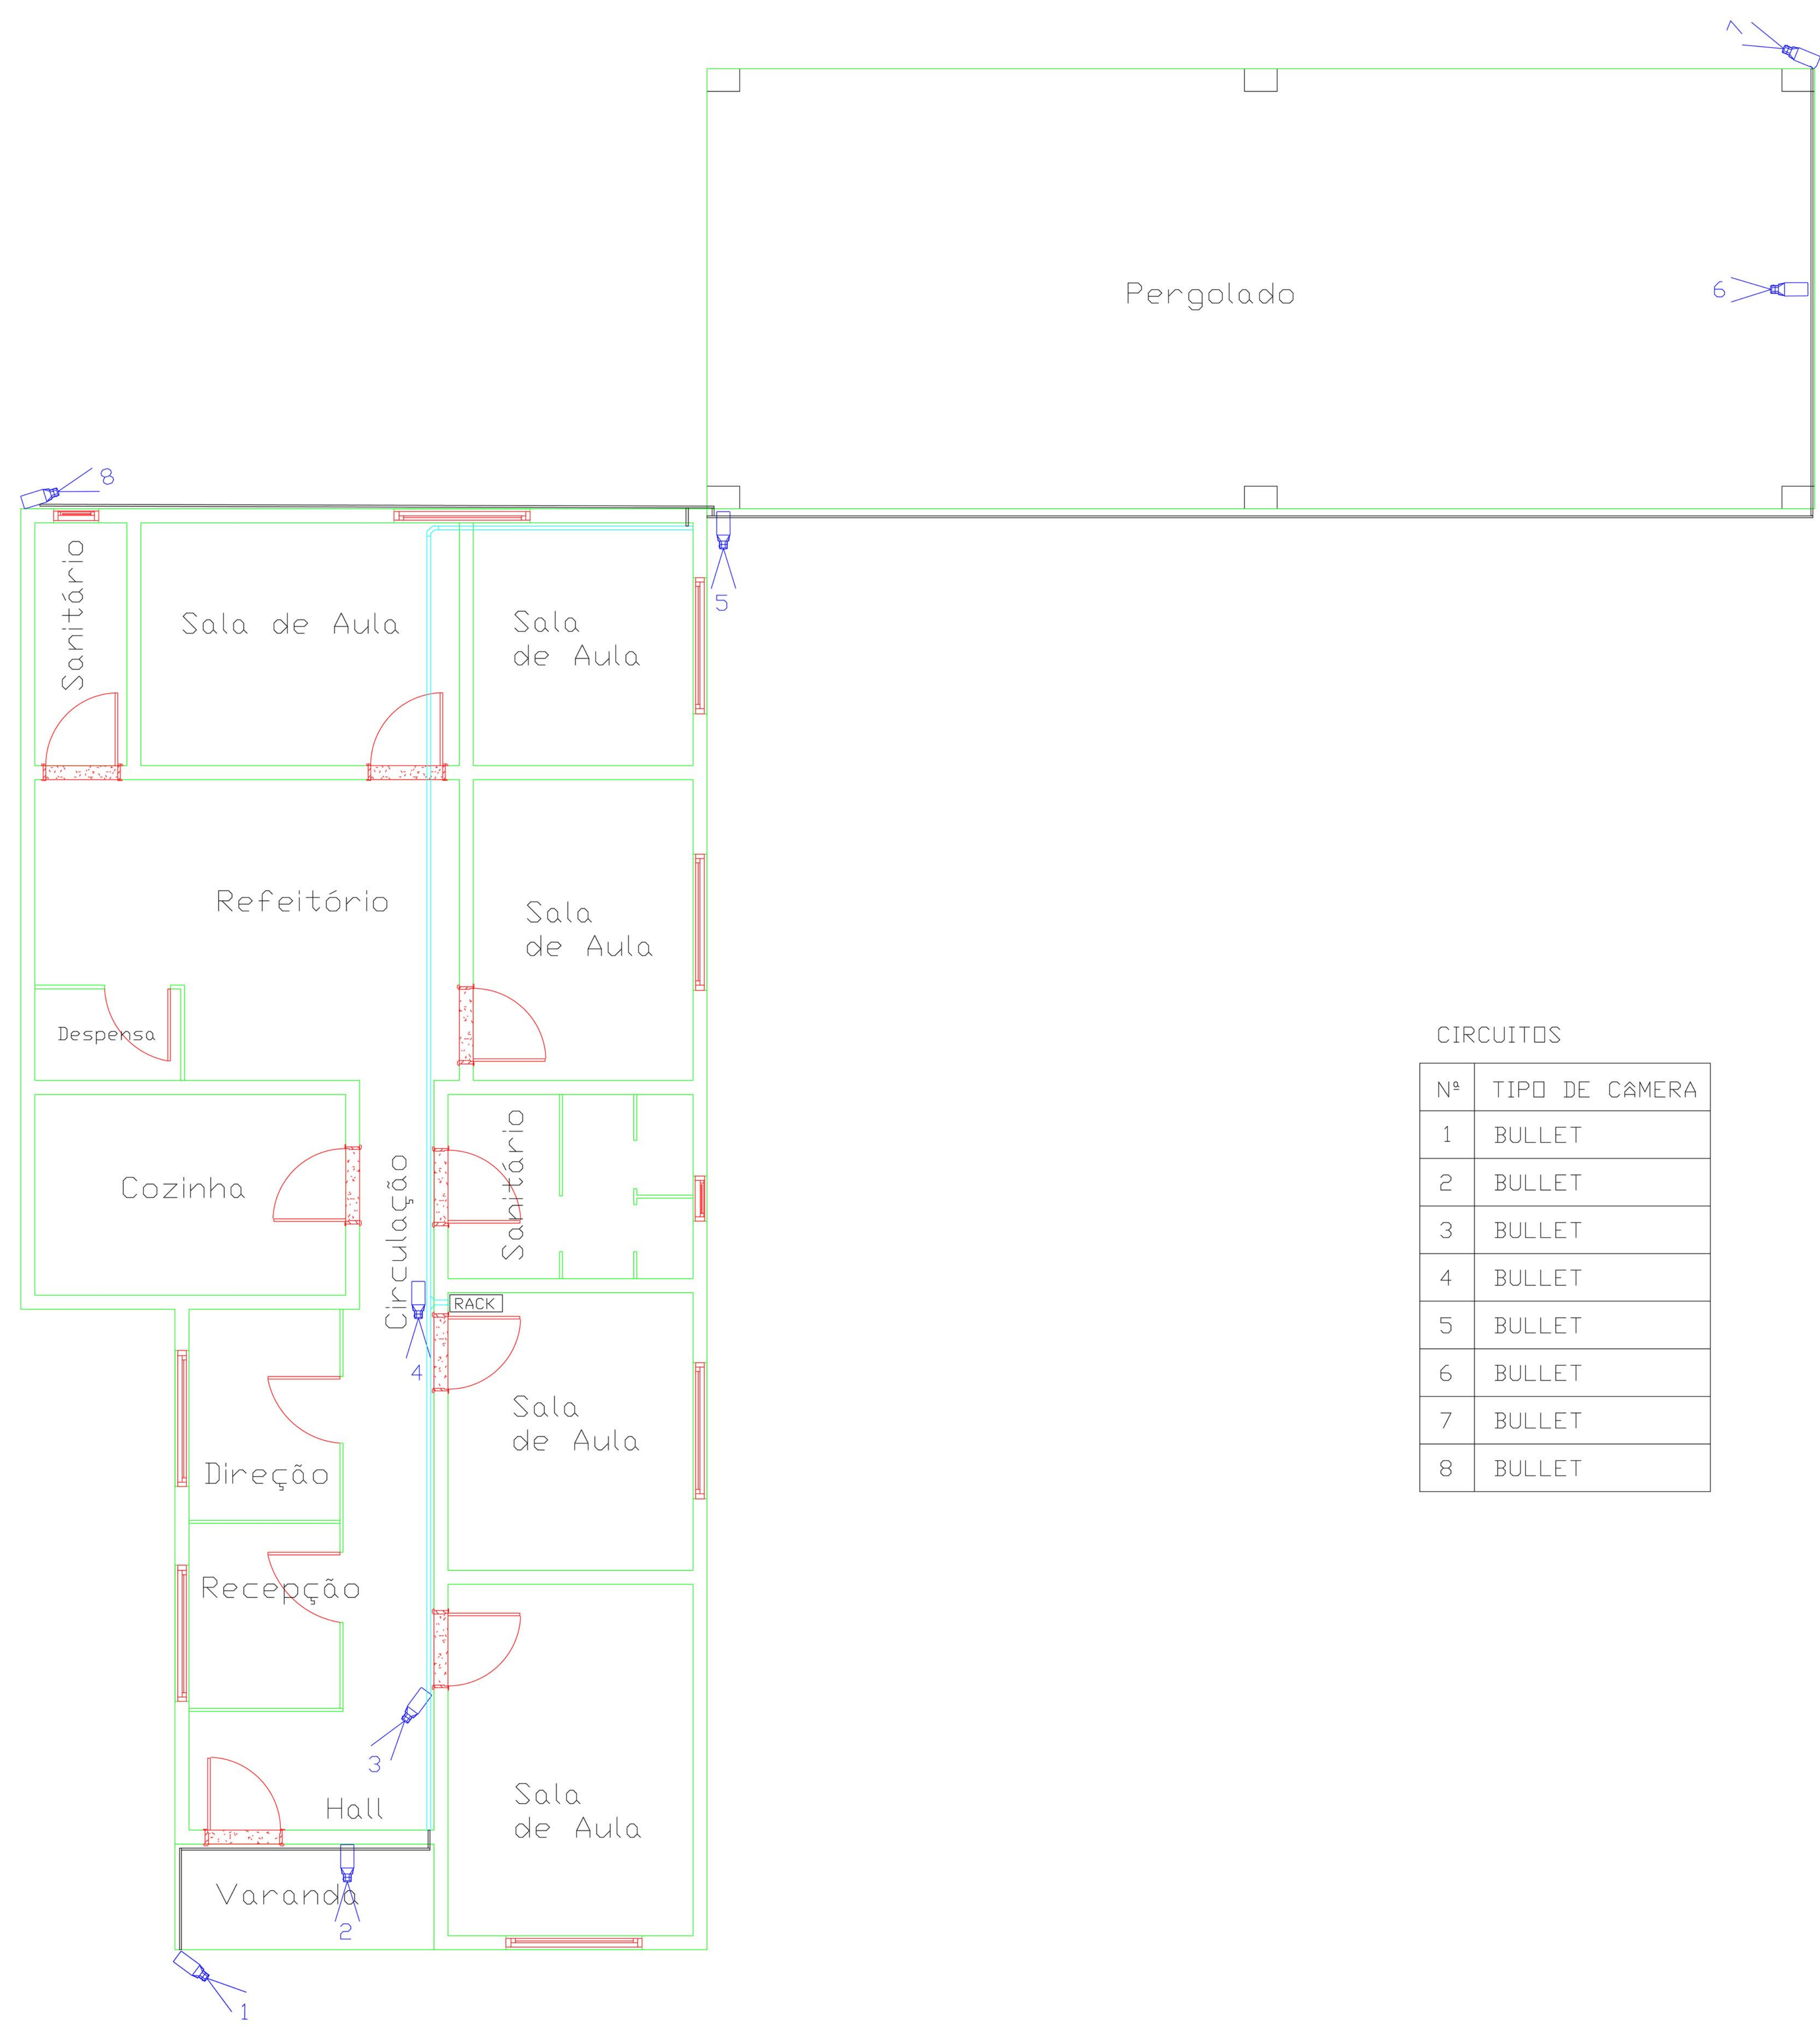 7
Pergolado
6
8
5
Sanitário
Sala de Aula
Sala
de Aula
Refeitório
Sala
de Aula
Despensa
Cozinha
Circulação
Sanitário
RACK
4
Sala
de Aula
Direção
Recepção
3
Hall
Sala
de Aula
Varanda
2
1
CIRCUITOS
Nª TIPO DE CÂMERA
1 BULLET
2 BULLET
3 BULLET
4 BULLET
5 BULLET
6 BULLET
7 BULLET
8 BULLET